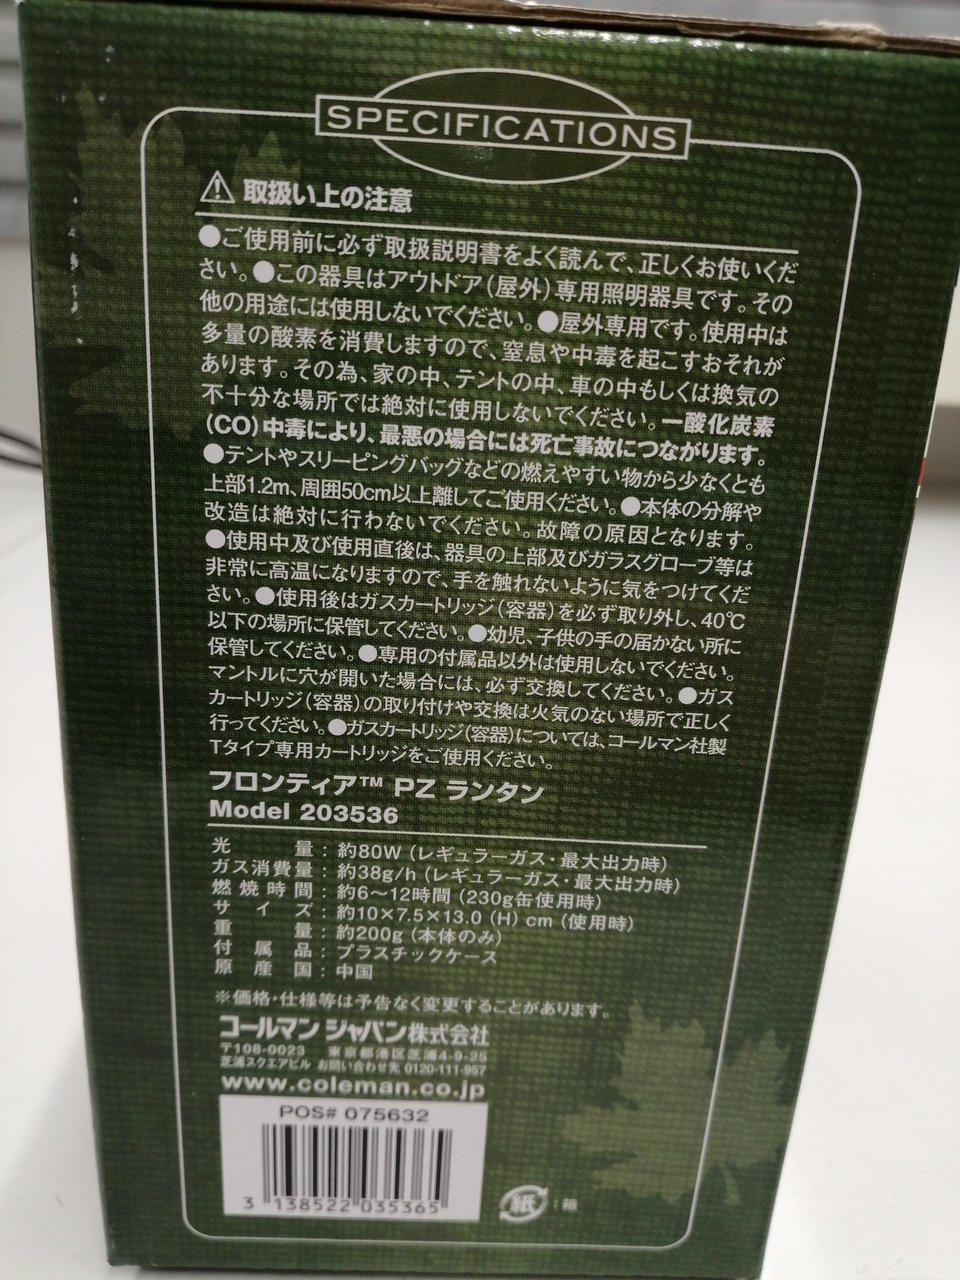 SPECIFICATIONS
取扱い上の注意
●ご使用前に必ず取扱説明書をよく読んで、正しくお使いくだ
さい。●この器具はアウトドア(屋外)専用照明器具です。その
他の用途には使用しないでください。●屋外専用です。使用中は
多量の酸素を消費しますので、窒息や中毒を起こすおそれが
あります。その為、家の中、テントの中、車の中もしくは換気の
不十分な場所では絶対に使用しないでください。一酸化炭素
(CO)中毒により、最悪の場合には死亡事故につながります。
●テントやスリーピングバッグなどの燃えやすい物から少なくとも
上部1.2m、周囲50cm以上離してご使用ください。●本体の分解や
改造は絶対に行わないでください。故障の原因となります。
●使用中及び使用直後は、器具の上部及びガラスグローブ等は
非常に高温になりますので、手を触れないように気をつけてくだ
さい。●使用後はガスカートリッジ(容器)を必ず取り外し、40℃
以下の場所に保管してください。●幼児、子供の手の届かない所に
保管してください。●専用の付属品以外は使用しないでください。
マントルに穴が開いた場合には、必ず交換してください。●ガス
カートリッジ(容器)の取り付けや交換は火気のない場所で正しく
行ってください。●ガスカートリッジ(容器)については、コールマン社製
Tタイプ専用カートリッジをご使用ください。
フロンティア™ PZ ランタン
Model 203536
光量：約80W(レギュラーガス・最大出力時)
ガス消費量：約38g/h(レギュラーガス・最大出力時)
燃焼時間：約6〜12時間(230g缶使用時)
サイズ：約10×7.5×13.0(H)cm(使用時)
重量：約200g(本体のみ)
付属品：プラスチックケース
原産国：中国
※価格・仕様等は予告なく変更することがあります。
コールマン ジャパン株式会社
〒108-0023 東京都港区芝浦4-9-25
芝浦スクエアビル お問い合わせ先 0120-111-957
www.coleman.co.jp
POS# 075632
3 138522 035365
紙：箱